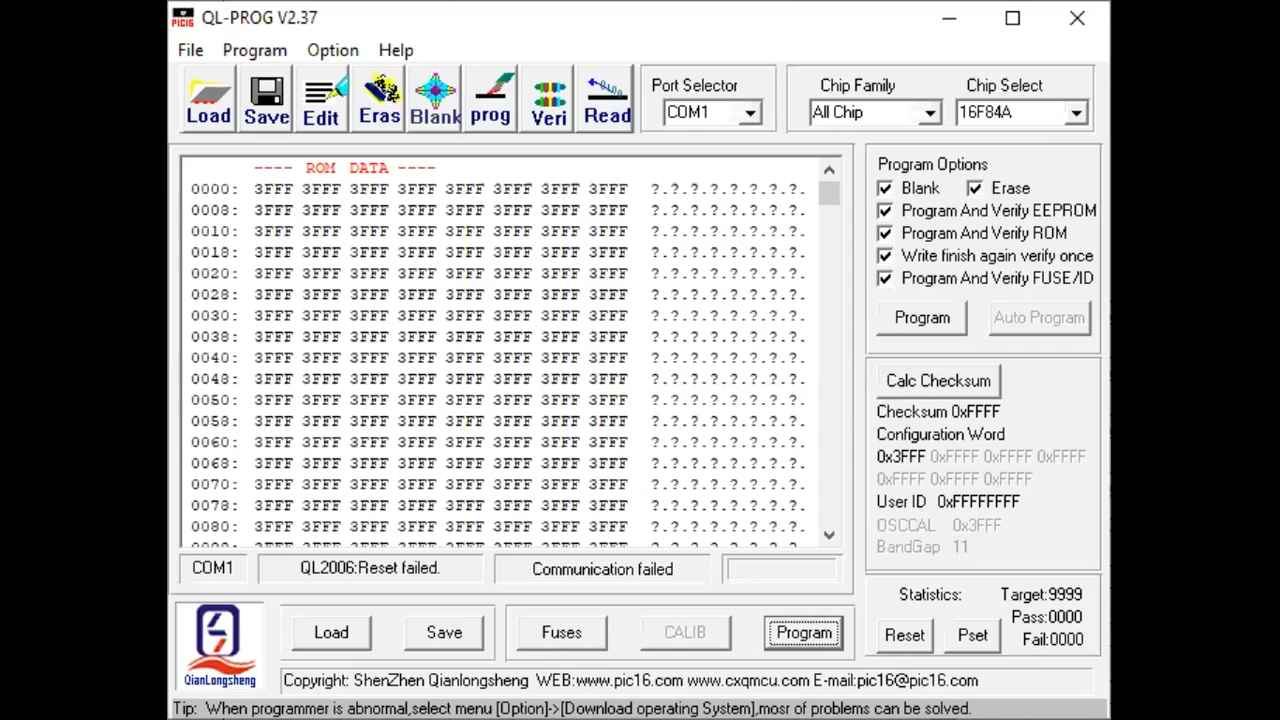 PIC16 QL-PROG V2.37
File Program Option Help
Load Save Edit Eras Blank prog Veri Read
Port Selector
COM1
Chip Family Chip Select
All Chip 16F84A
---- ROM DATA ----
0000: 3FFF 3FFF 3FFF 3FFF 3FFF 3FFF 3FFF 3FFF ?.?.?.?.?.?.?.?.
0008: 3FFF 3FFF 3FFF 3FFF 3FFF 3FFF 3FFF 3FFF ?.?.?.?.?.?.?.?.
0010: 3FFF 3FFF 3FFF 3FFF 3FFF 3FFF 3FFF 3FFF ?.?.?.?.?.?.?.?.
0018: 3FFF 3FFF 3FFF 3FFF 3FFF 3FFF 3FFF 3FFF ?.?.?.?.?.?.?.?.
0020: 3FFF 3FFF 3FFF 3FFF 3FFF 3FFF 3FFF 3FFF ?.?.?.?.?.?.?.?.
0028: 3FFF 3FFF 3FFF 3FFF 3FFF 3FFF 3FFF 3FFF ?.?.?.?.?.?.?.?.
0030: 3FFF 3FFF 3FFF 3FFF 3FFF 3FFF 3FFF 3FFF ?.?.?.?.?.?.?.?.
0038: 3FFF 3FFF 3FFF 3FFF 3FFF 3FFF 3FFF 3FFF ?.?.?.?.?.?.?.?.
0040: 3FFF 3FFF 3FFF 3FFF 3FFF 3FFF 3FFF 3FFF ?.?.?.?.?.?.?.?.
0048: 3FFF 3FFF 3FFF 3FFF 3FFF 3FFF 3FFF 3FFF ?.?.?.?.?.?.?.?.
0050: 3FFF 3FFF 3FFF 3FFF 3FFF 3FFF 3FFF 3FFF ?.?.?.?.?.?.?.?.
0058: 3FFF 3FFF 3FFF 3FFF 3FFF 3FFF 3FFF 3FFF ?.?.?.?.?.?.?.?.
0060: 3FFF 3FFF 3FFF 3FFF 3FFF 3FFF 3FFF 3FFF ?.?.?.?.?.?.?.?.
0068: 3FFF 3FFF 3FFF 3FFF 3FFF 3FFF 3FFF 3FFF ?.?.?.?.?.?.?.?.
0070: 3FFF 3FFF 3FFF 3FFF 3FFF 3FFF 3FFF 3FFF ?.?.?.?.?.?.?.?.
0078: 3FFF 3FFF 3FFF 3FFF 3FFF 3FFF 3FFF 3FFF ?.?.?.?.?.?.?.?.
0080: 3FFF 3FFF 3FFF 3FFF 3FFF 3FFF 3FFF 3FFF ?.?.?.?.?.?.?.?.
Program Options
Blank Erase
Program And Verify EEPROM
Program And Verify ROM
Write finish again verify once
Program And Verify FUSE/ID
Program Auto Program
Calc Checksum
Checksum 0xFFFF
Configuration Word
0x3FFF 0xFFFF 0xFFFF 0xFFFF
0xFFFF 0xFFFF 0xFFFF
User ID 0xFFFFFFFF
OSCCAL 0x3FFF
BandGap 11
COM1 QL2006:Reset failed. Communication failed
Statistics: Target:9999
Pass:0000
Fail:0000
Reset Pset
Load Save Fuses CALIB Program
QianLongsheng
Copyright: ShenZhen Qianlongsheng WEB:www.pic16.com www.cxqmcu.com E-mail:pic16@pic16.com
Tip: When programmer is abnormal,select menu [Option]->[Download operating System],mosr of problems can be solved.